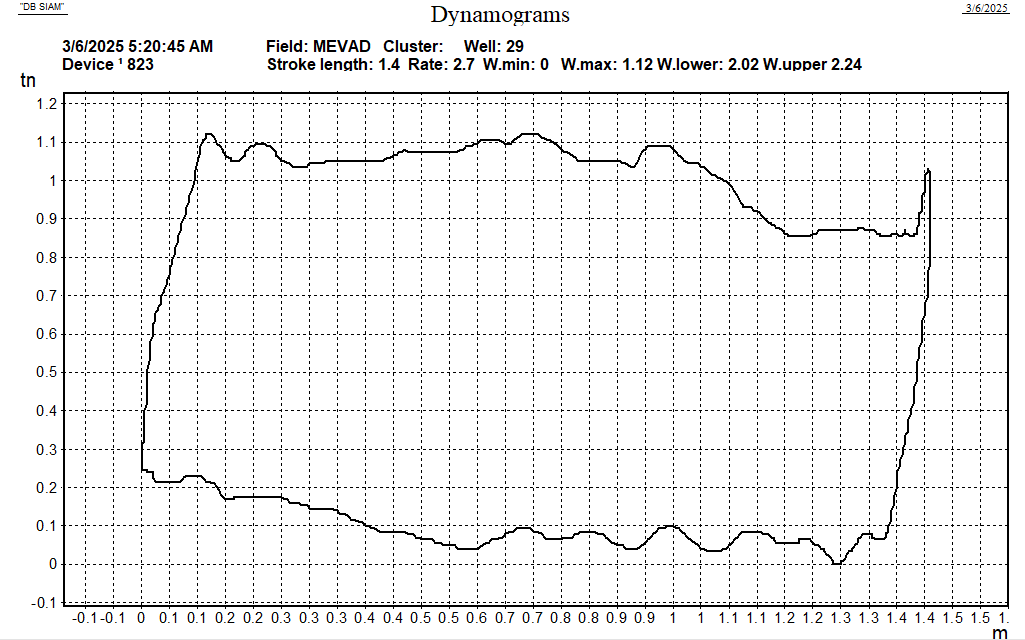 "DB SIAM"
3/6/2025
Dynamograms
3/6/2025 5:20:45 AM Field: MEVAD Cluster: Well: 29
Device ¹ 823 Stroke length: 1.4 Rate: 2.7 W.min: 0 W.max: 1.12 W.lower: 2.02 W.upper 2.24
tn
1.2
1.1
1
0.9
0.8
0.7
0.6
0.5
0.4
0.3
0.2
0.1
0
-0.1
-0.1 -0.1 0 0.1 0.1 0.2 0.2 0.3 0.3 0.4 0.4 0.5 0.5 0.6 0.6 0.7 0.7 0.8 0.8 0.9 0.9 1 1 1.1 1.1 1.2 1.2 1.3 1.3 1.4 1.4 1.5 1.5 1.
m